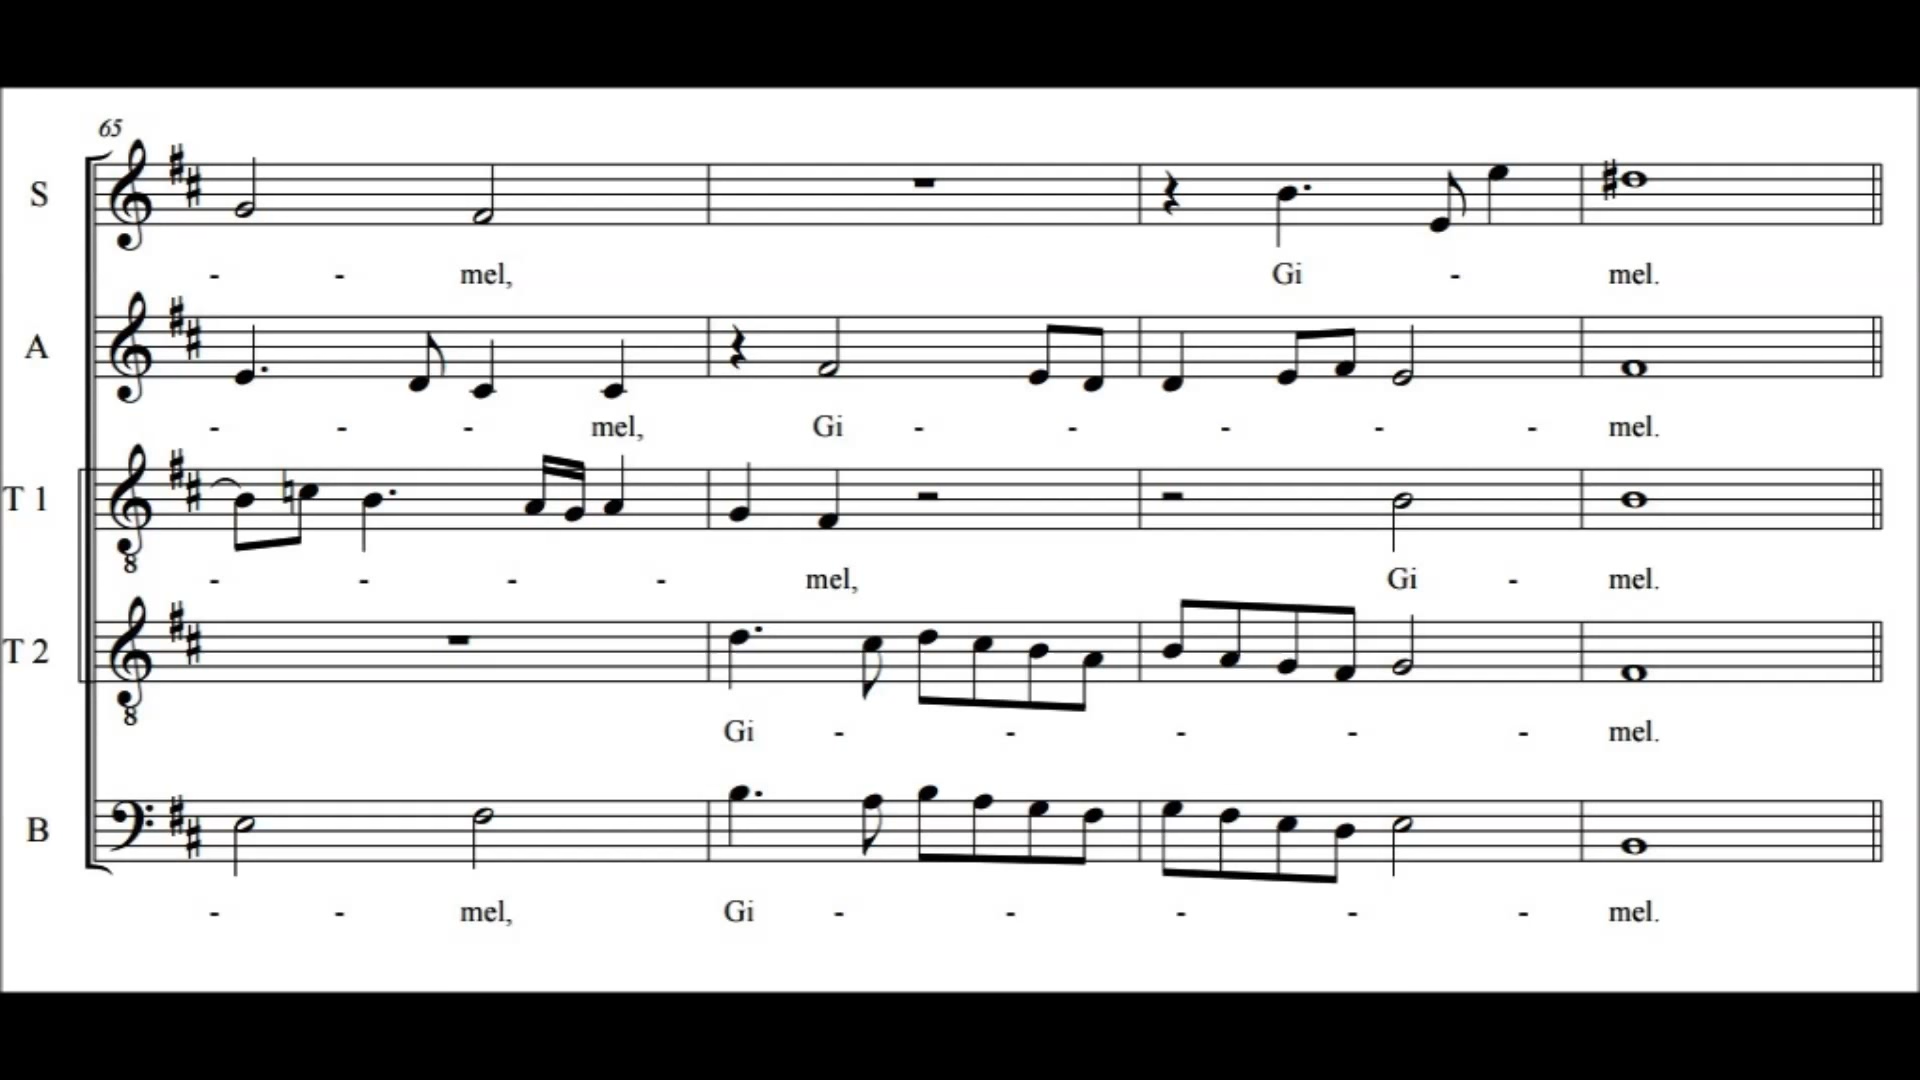 65
S
- - mel, Gi - mel.
A
- - - mel, Gi - - - - - mel.
T 1
8
- - - - mel, Gi - mel.
T 2
8
Gi - - - - - mel.
B
- - mel, Gi - - - - - mel.